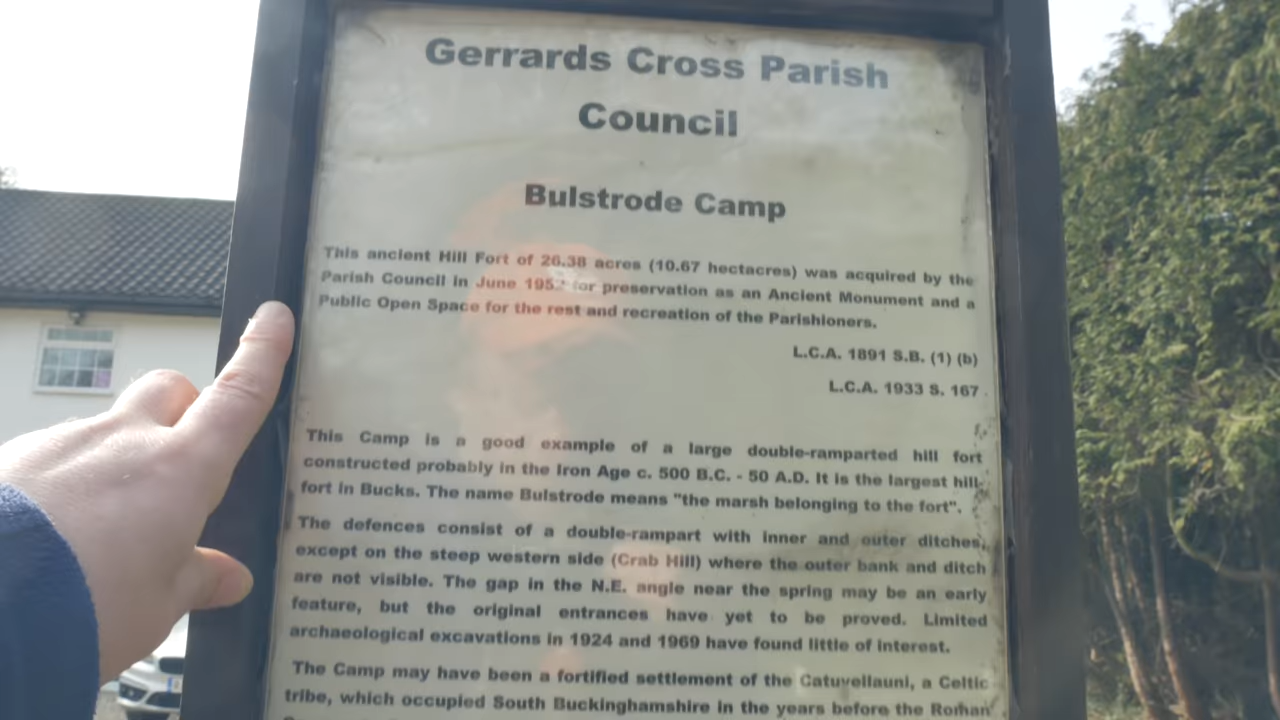 Gerrards Cross Parish
Council
Bulstrode Camp
This ancient Hill Fort of 26.38 acres (10.67 hectacres) was acquired by the
Parish Council in June 1952 for preservation as an Ancient Monument and a
Public Open Space for the rest and recreation of the Parishioners.
L.C.A. 1891 S.B. (1) (b)
L.C.A. 1933 S. 167
This Camp is a good example of a large double-ramparted hill fort
constructed probably in the Iron Age c. 500 B.C. - 50 A.D. It is the largest hill
fort in Bucks. The name Bulstrode means "the marsh belonging to the fort".
The defences consist of a double-rampart with inner and outer ditches,
except on the steep western side (Crab Hill) where the outer bank and ditch
are not visible. The gap in the N.E. angle near the spring may be an early
feature, but the original entrances have yet to be proved. Limited
archaeological excavations in 1924 and 1969 have found little of interest.
The Camp may have been a fortified settlement of the Catuvellauni, a Celtic
tribe, which occupied South Buckinghamshire in the years before the Roman